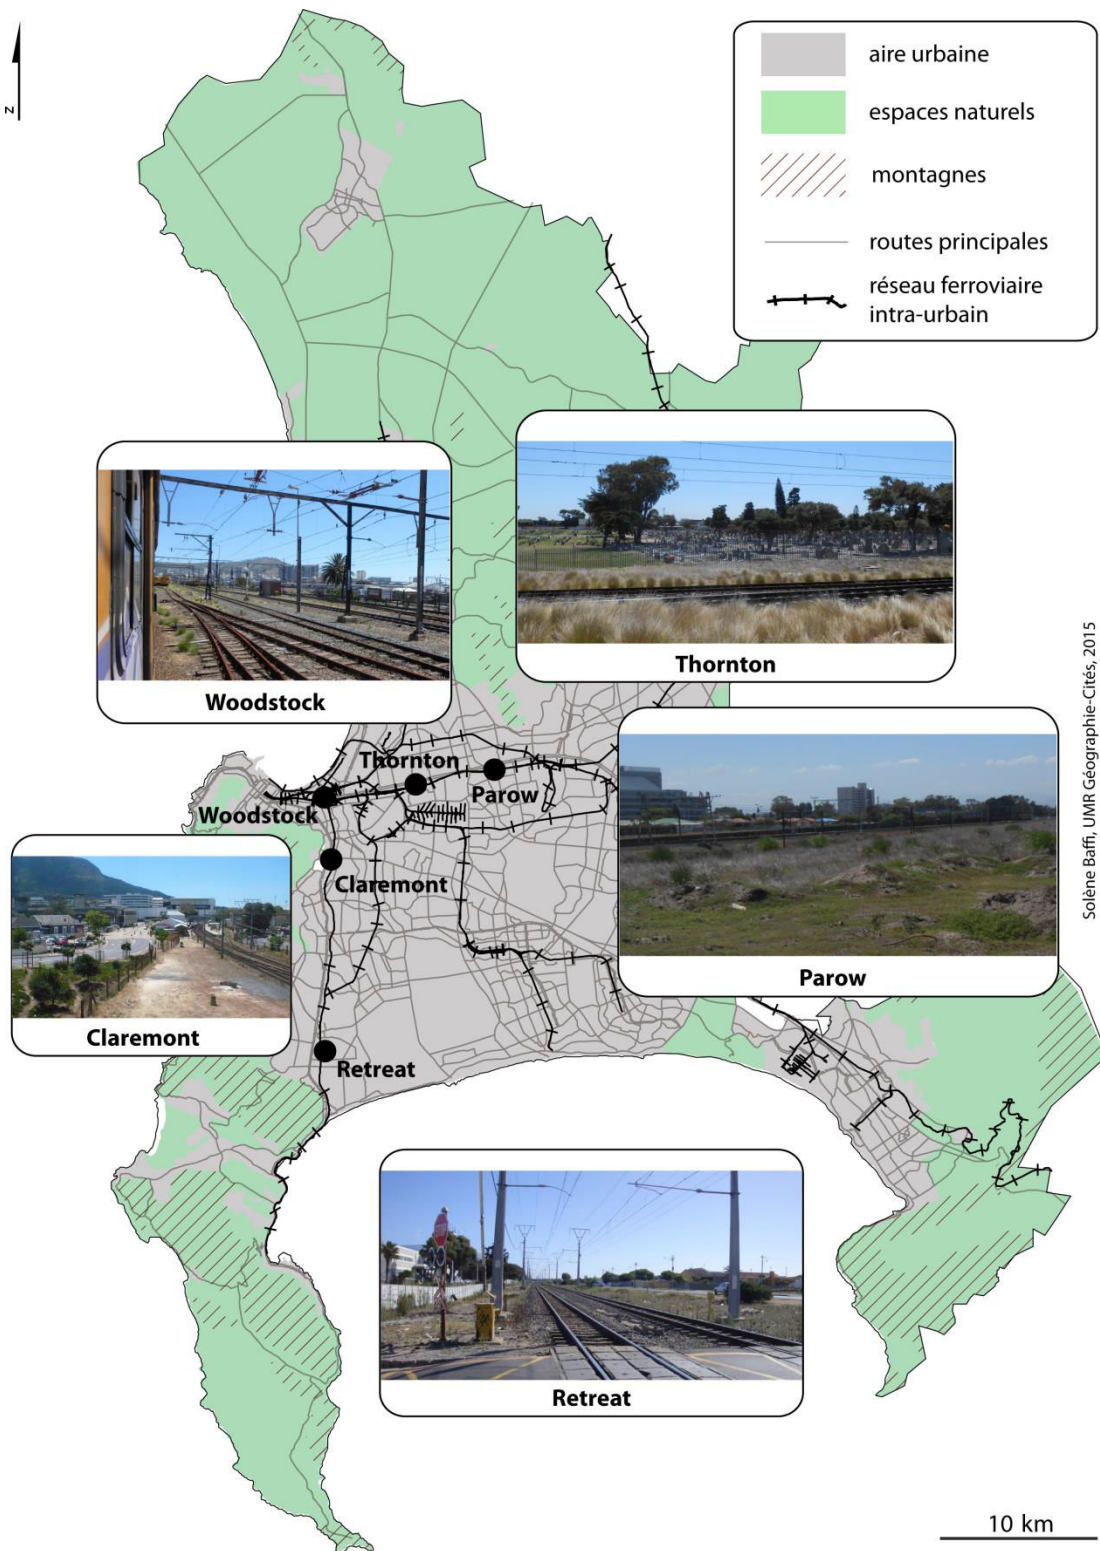 z
aire urbaine
espaces naturels
montagnes
routes principales
réseau ferroviaire
intra-urbain
Woodstock
Thornton
Parow
Claremont
Retreat
Thornton
Parow
Woodstock
Claremont
Retreat
Solène Baffi, UMR Géographie-Cités, 2015
10 km